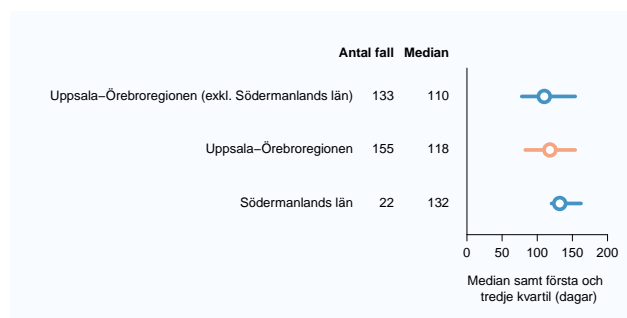 Antal fall Median
Uppsala–Örebroregionen (exkl. Södermanlands län) 133 110
Uppsala–Örebroregionen 155 118
Södermanlands län 22 132
0 50 100 150 200
Median samt första och
tredje kvartil (dagar)